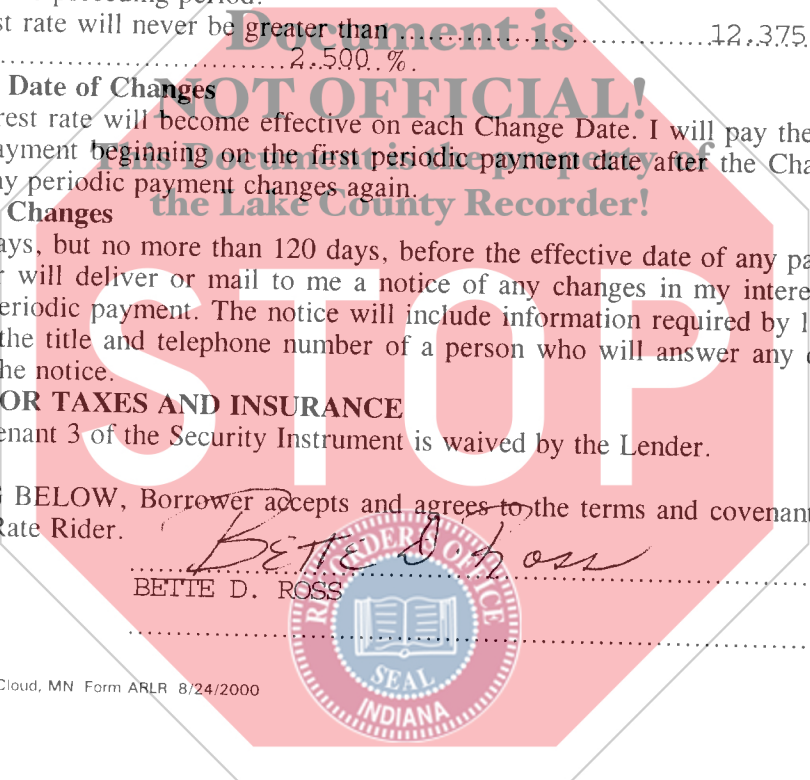 st rate will never be greater than ..............................................12.375
.................................2.500..%.
Date of Changes
rest rate will become effective on each Change Date. I will pay the
ayment beginning on the first periodic payment date after the Cha
y periodic payment changes again.
Changes
ays, but no more than 120 days, before the effective date of any pa
r will deliver or mail to me a notice of any changes in my intere
eriodic payment. The notice will include information required by l
the title and telephone number of a person who will answer any
he notice.
OR TAXES AND INSURANCE
enant 3 of the Security Instrument is waived by the Lender.
G BELOW, Borrower accepts and agrees to the terms and covenant
Rate Rider.
Bette D. Ross
BETTE D. ROSS
Cloud, MN Form ARLR 8/24/2000
Document is
NOT OFFICIAL!
This Document is the property of
the Lake County Recorder!
STOP
RECORDER'S OFFICE
SEAL
INDIANA